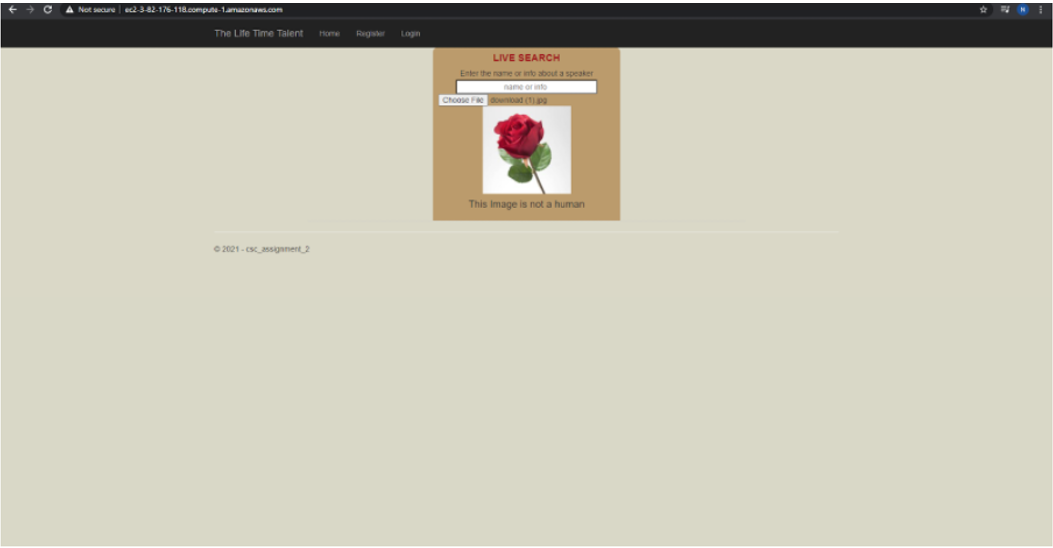 Not secure | ec2-3-82-176-118.compute-1.amazonaws.com
The Life Time Talent Home Register Login
LIVE SEARCH
Enter the name or info about a speaker
name or info
Choose File download (1).jpg
This Image is not a human
© 2021 - csc_assignment_2